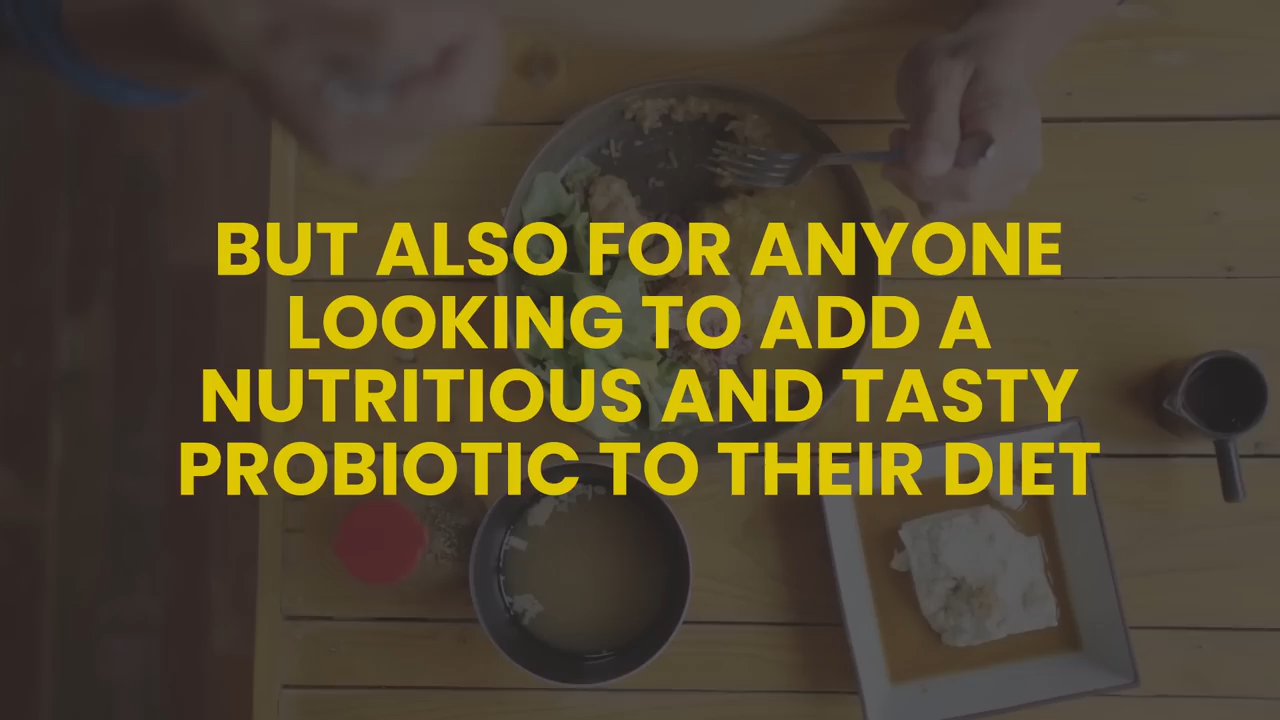 BUT ALSO FOR ANYONE
LOOKING TO ADD A
NUTRITIOUS AND TASTY
PROBIOTIC TO THEIR DIET